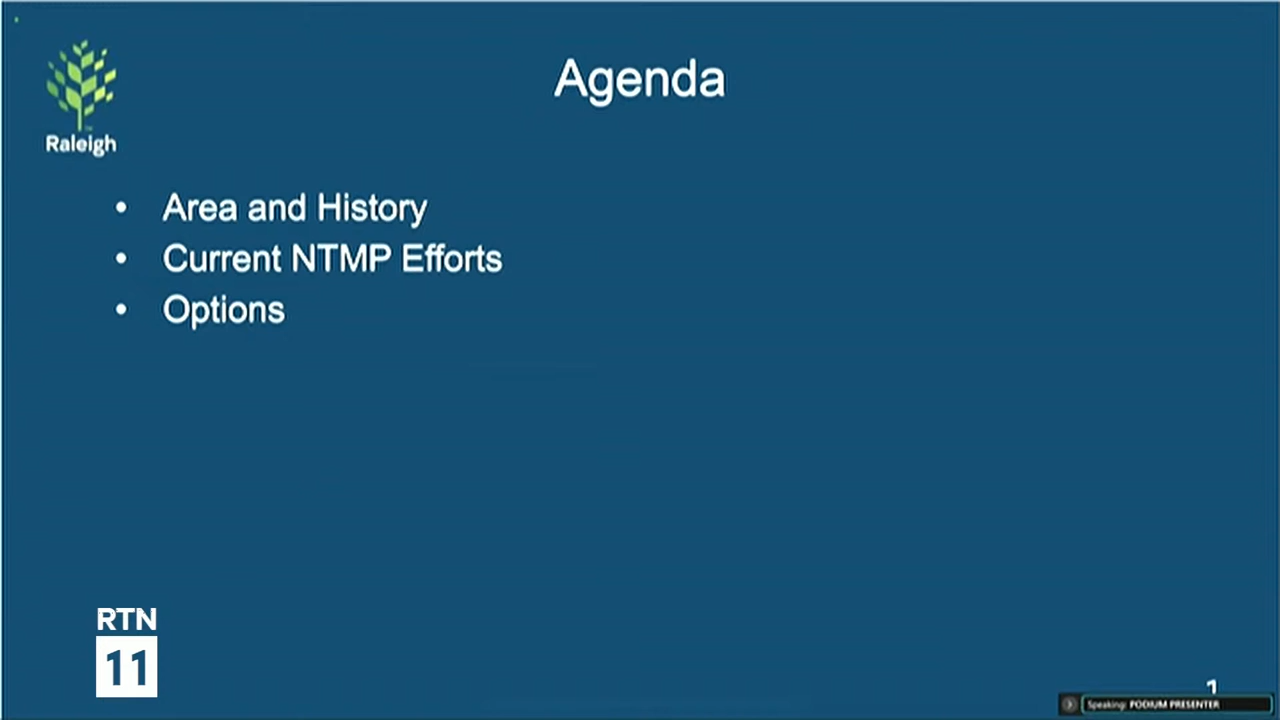 Agenda
Raleigh
• Area and History
• Current NTMP Efforts
• Options
RTN
11
1
Speaking: PODIUM PRESENTER